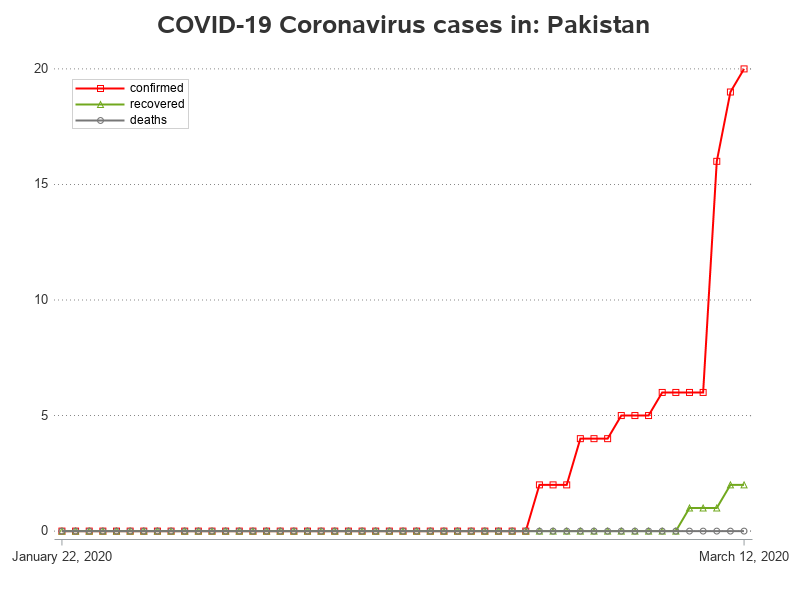 COVID-19 Coronavirus cases in: Pakistan
20
confirmed
recovered
deaths
15
10
5
0
January 22, 2020
March 12, 2020